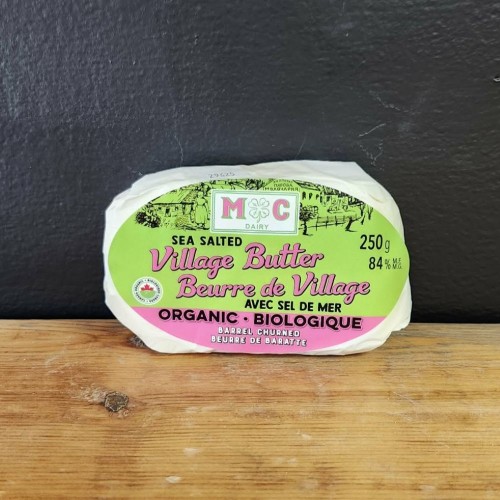 M C
DAIRY
SEA SALTED
Village Butter
Beurre de Village
AVEC SEL DE MER
250 g
84% M.F.
M.G.
ORGANIC · BIOLOGIQUE
BARREL CHURNED
BEURRE DE BARATTE